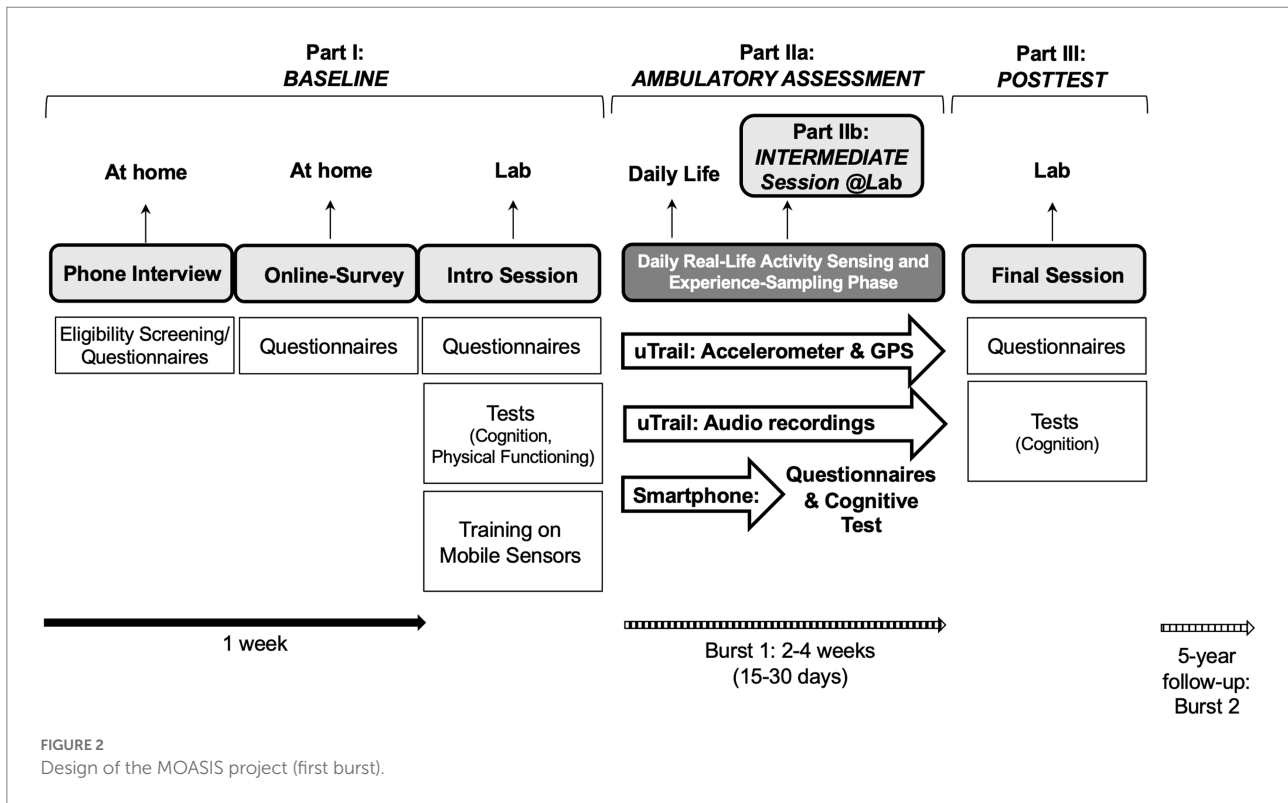 Part I:
BASELINE
Part IIa:
AMBULATORY ASSESSMENT
Part III:
POSTTEST
At home
At home
Lab
Daily Life
Part IIb:
INTERMEDIATE
Session @Lab
Lab
Phone Interview
Online-Survey
Intro Session
Daily Real-Life Activity Sensing and
Experience-Sampling Phase
Final Session
Eligibility Screening/
Questionnaires
Questionnaires
Questionnaires
uTrail: Accelerometer & GPS
Questionnaires
Tests
(Cognition,
Physical Functioning)
uTrail: Audio recordings
Tests
(Cognition)
Training on
Mobile Sensors
Smartphone:
Questionnaires
& Cognitive
Test
1 week
Burst 1: 2-4 weeks
(15-30 days)
5-year
follow-up:
Burst 2
FIGURE 2
Design of the MOASIS project (first burst).